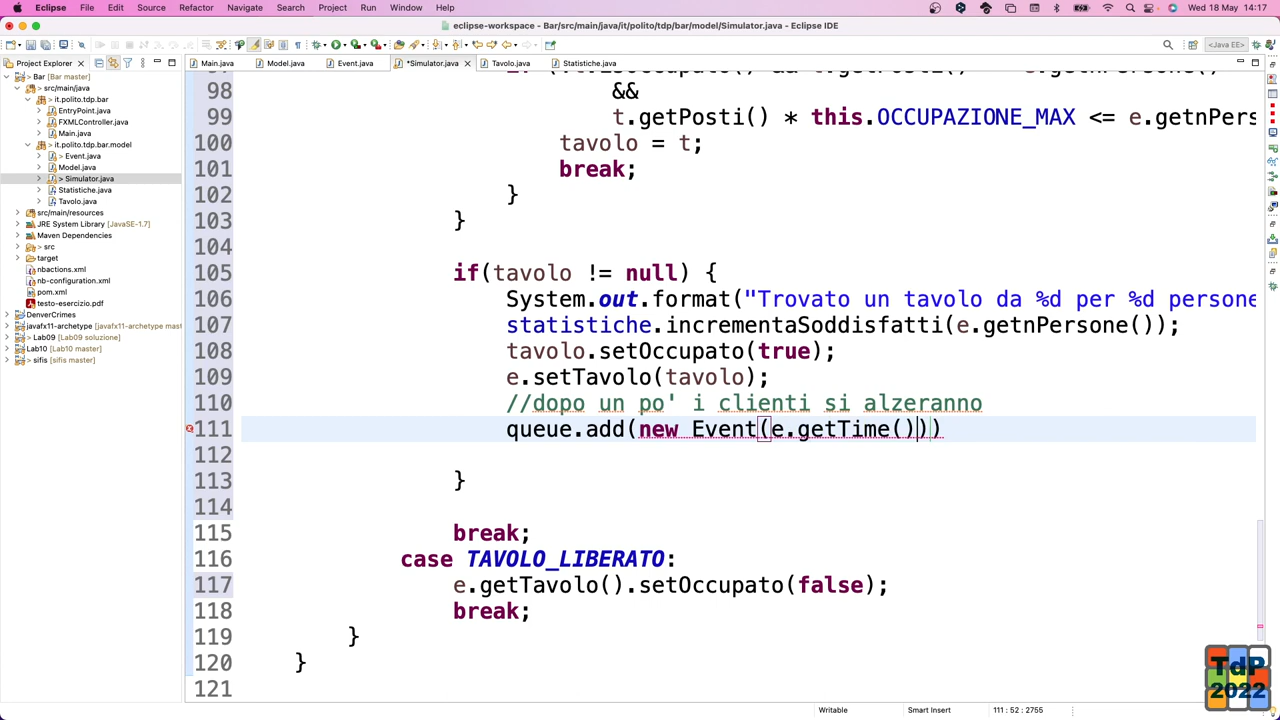 Eclipse File Edit Source Refactor Navigate Search Project Run Window Help Wed 18 May 14:17
eclipse-workspace - Bar/src/main/java/it/polito/tdp/bar/model/Simulator.java - Eclipse IDE
<Java EE>
Project Explorer
Main.java Model.java Event.java *Simulator.java Tavolo.java Statistiche.java
Bar [Bar master]
src/main/java
it.polito.tdp.bar
EntryPoint.java
FXMLController.java
Main.java
it.polito.tdp.bar.model
> Event.java
Model.java
> Simulator.java
Statistiche.java
Tavolo.java
src/main/resources
JRE System Library [JavaSE-1.7]
Maven Dependencies
> src
target
nbactions.xml
nb-configuration.xml
pom.xml
testo-esercizio.pdf
DenverCrimes
javafx11-archetype [javafx11-archetype mast
> Lab09 [Lab09 soluzione]
Lab10 [Lab10 master]
> sifis [sifis master]
98 &&
99 t.getPosti() * this.OCCUPAZIONE_MAX <= e.getnPers
100 tavolo = t;
101 break;
102 }
103 }
104
105 if(tavolo != null) {
106 System.out.format("Trovato un tavolo da %d per %d persone
107 statistiche.incrementaSoddisfatti(e.getnPersone());
108 tavolo.setOccupato(true);
109 e.setTavolo(tavolo);
110 //dopo un po' i clienti si alzeranno
111 queue.add(new Event(e.getTime()))
112
113 }
114
115 break;
116 case TAVOLO_LIBERATO:
117 e.getTavolo().setOccupato(false);
118 break;
119 }
120 }
121
TdP
2022
Writable Smart Insert 111 : 52 : 2755